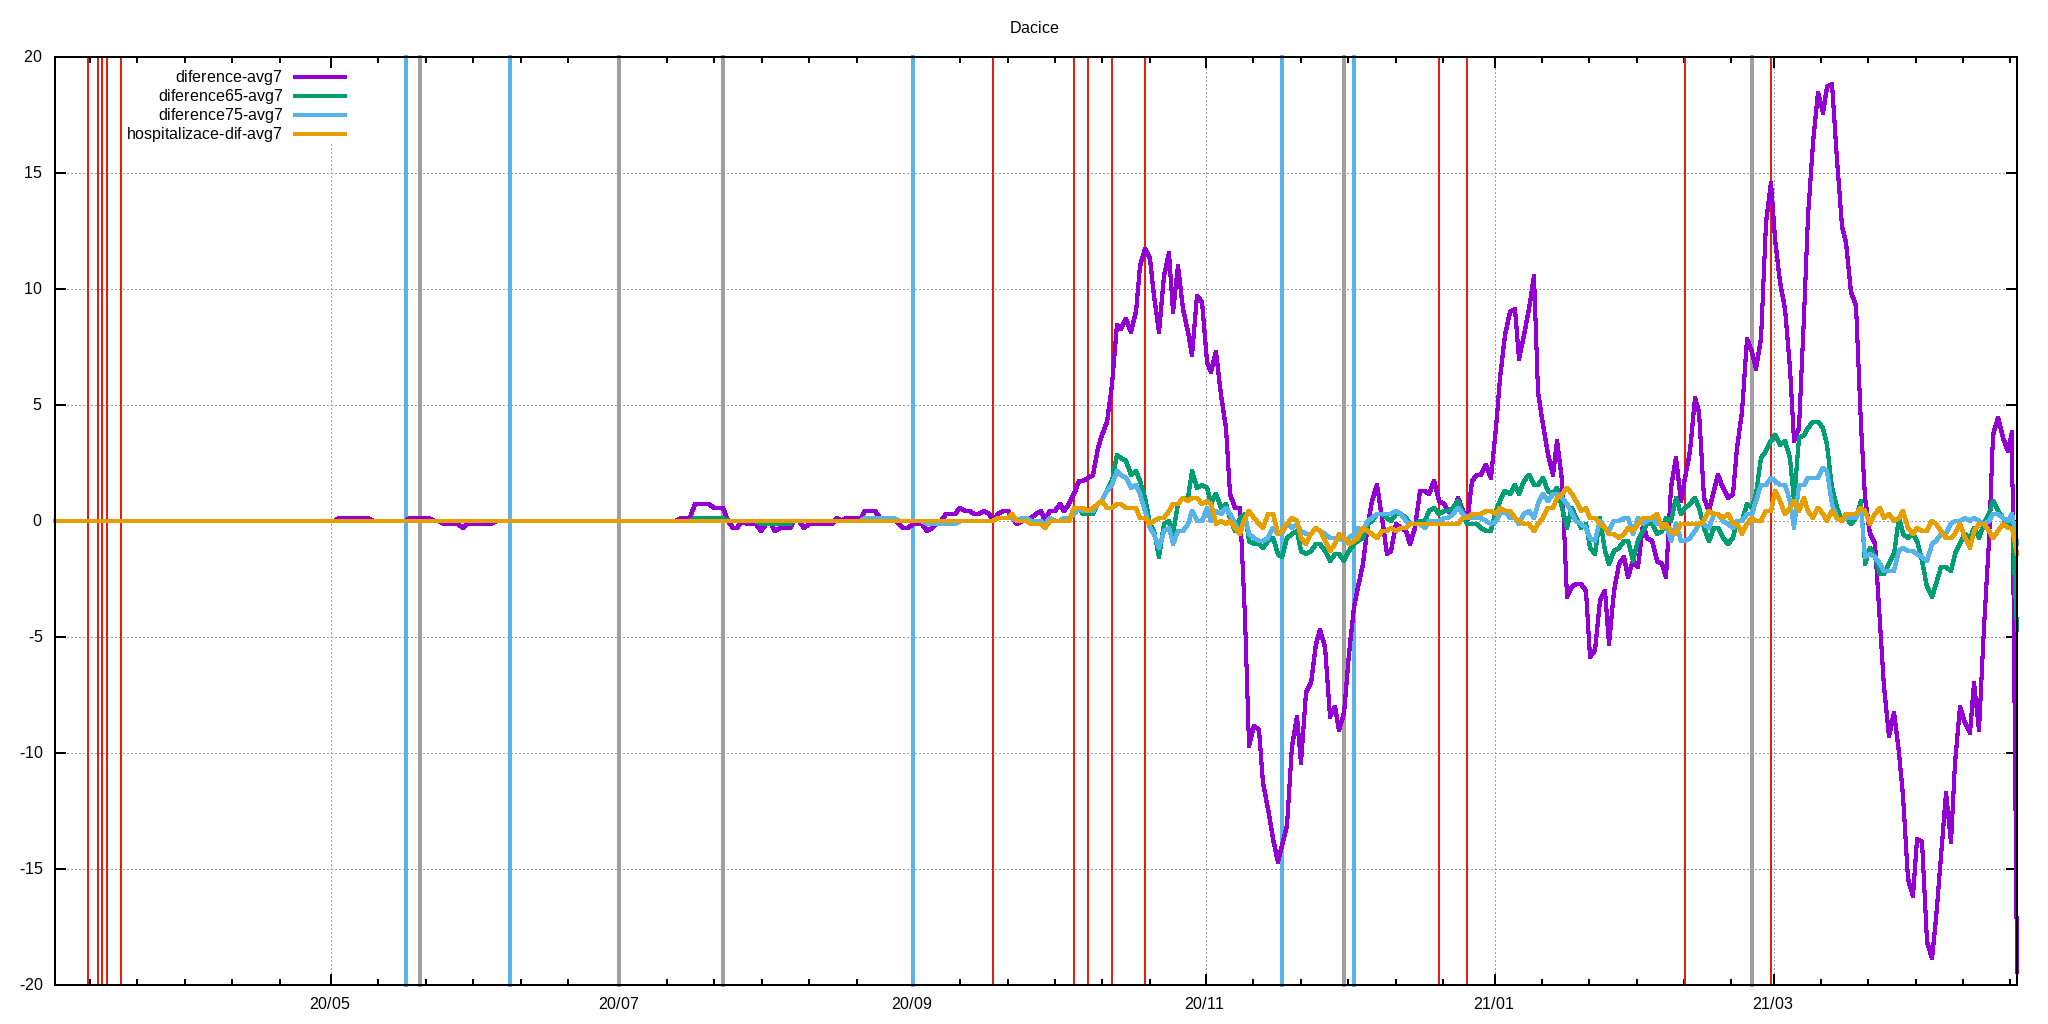 Dacice
20
15
10
5
0
-5
-10
-15
-20
diference-avg7
diference65-avg7
diference75-avg7
hospitalizace-dif-avg7
20/05 20/07 20/09 20/11 21/01 21/03